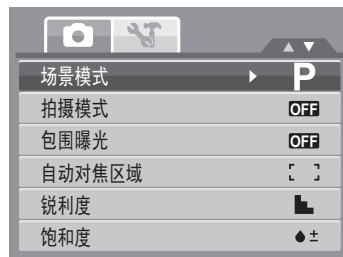 场景模式 P
拍摄模式 OFF
包围曝光 OFF
自动对焦区域
锐利度
饱和度